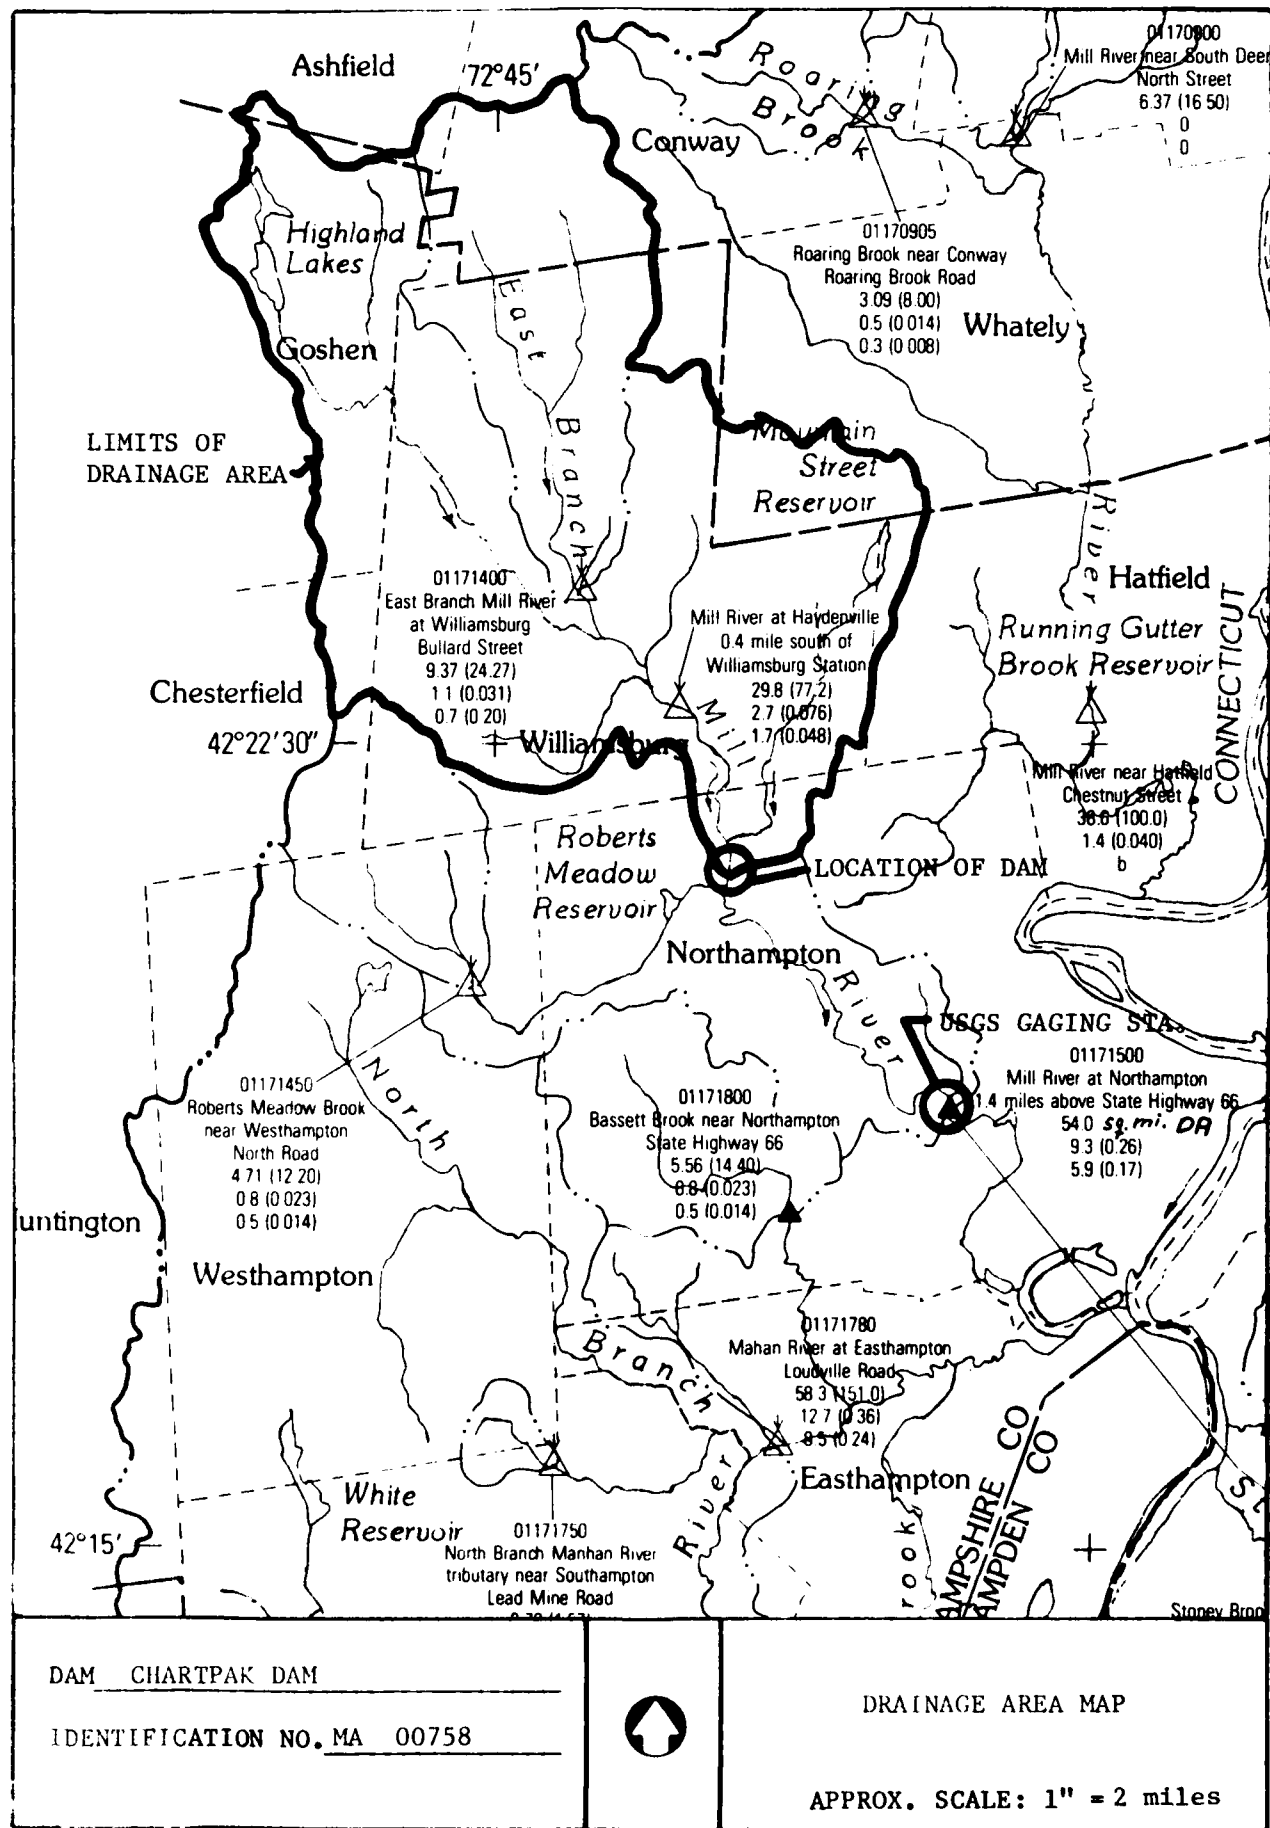 Ashfield
72°45'
Roaring
Brook
Conway
01170900
Mill River near South Deer
North Street
6.37 (16 50)
0
0
Highland
Lakes
01170905
Roaring Brook near Conway
Roaring Brook Road
3.09 (8.00)
0.5 (0 014)
0.3 (0 008)
Whately
East
Branch
Goshen
LIMITS OF
DRAINAGE AREA
Mountain
Street
Reservoir
River
Hatfield
CONNECTICUT
01171400
East Branch Mill River
at Williamsburg
Bullard Street
9.37 (24.27)
1 1 (0.031)
0.7 (0 20)
Mill River at Haydenville
0.4 mile south of
Williamsburg Station
29.8 (77.2)
2.7 (0.076)
1.7 (0.048)
Running Gutter
Brook Reservoir
Chesterfield
42°22'30"
Williamsburg
Mill
Mill River near Hatfield
Chestnut Street
38.6 (100.0)
1.4 (0.040)
b
Roberts
Meadow
Reservoir
LOCATION OF DAM
Northampton
River
USGS GAGING STA.
01171500
Mill River at Northampton
1.4 miles above State Highway 66
54.0 sq. mi. DA
9.3 (0.26)
5.9 (0.17)
01171450
Roberts Meadow Brook
near Westhampton
North Road
4 71 (12 20)
0 8 (0 023)
0 5 (0 014)
North
01171800
Bassett Brook near Northampton
State Highway 66
5.56 (14 40)
0.8 (0.023)
0.5 (0.014)
untington
Westhampton
Branch
01171780
Mahan River at Easthampton
Loudville Road
58 3 (151.0)
12 7 (0 36)
8 5 (0 24)
River
Easthampton
White
Reservoir
01171750
North Branch Manhan River
tributary near Southampton
Lead Mine Road
42°15'
rook
AMPSHIRE CO
AMPDEN CO
St
Stoney Broo
DAM CHARTPAK DAM
IDENTIFICATION NO. MA 00758
DRAINAGE AREA MAP
APPROX. SCALE: 1" = 2 miles